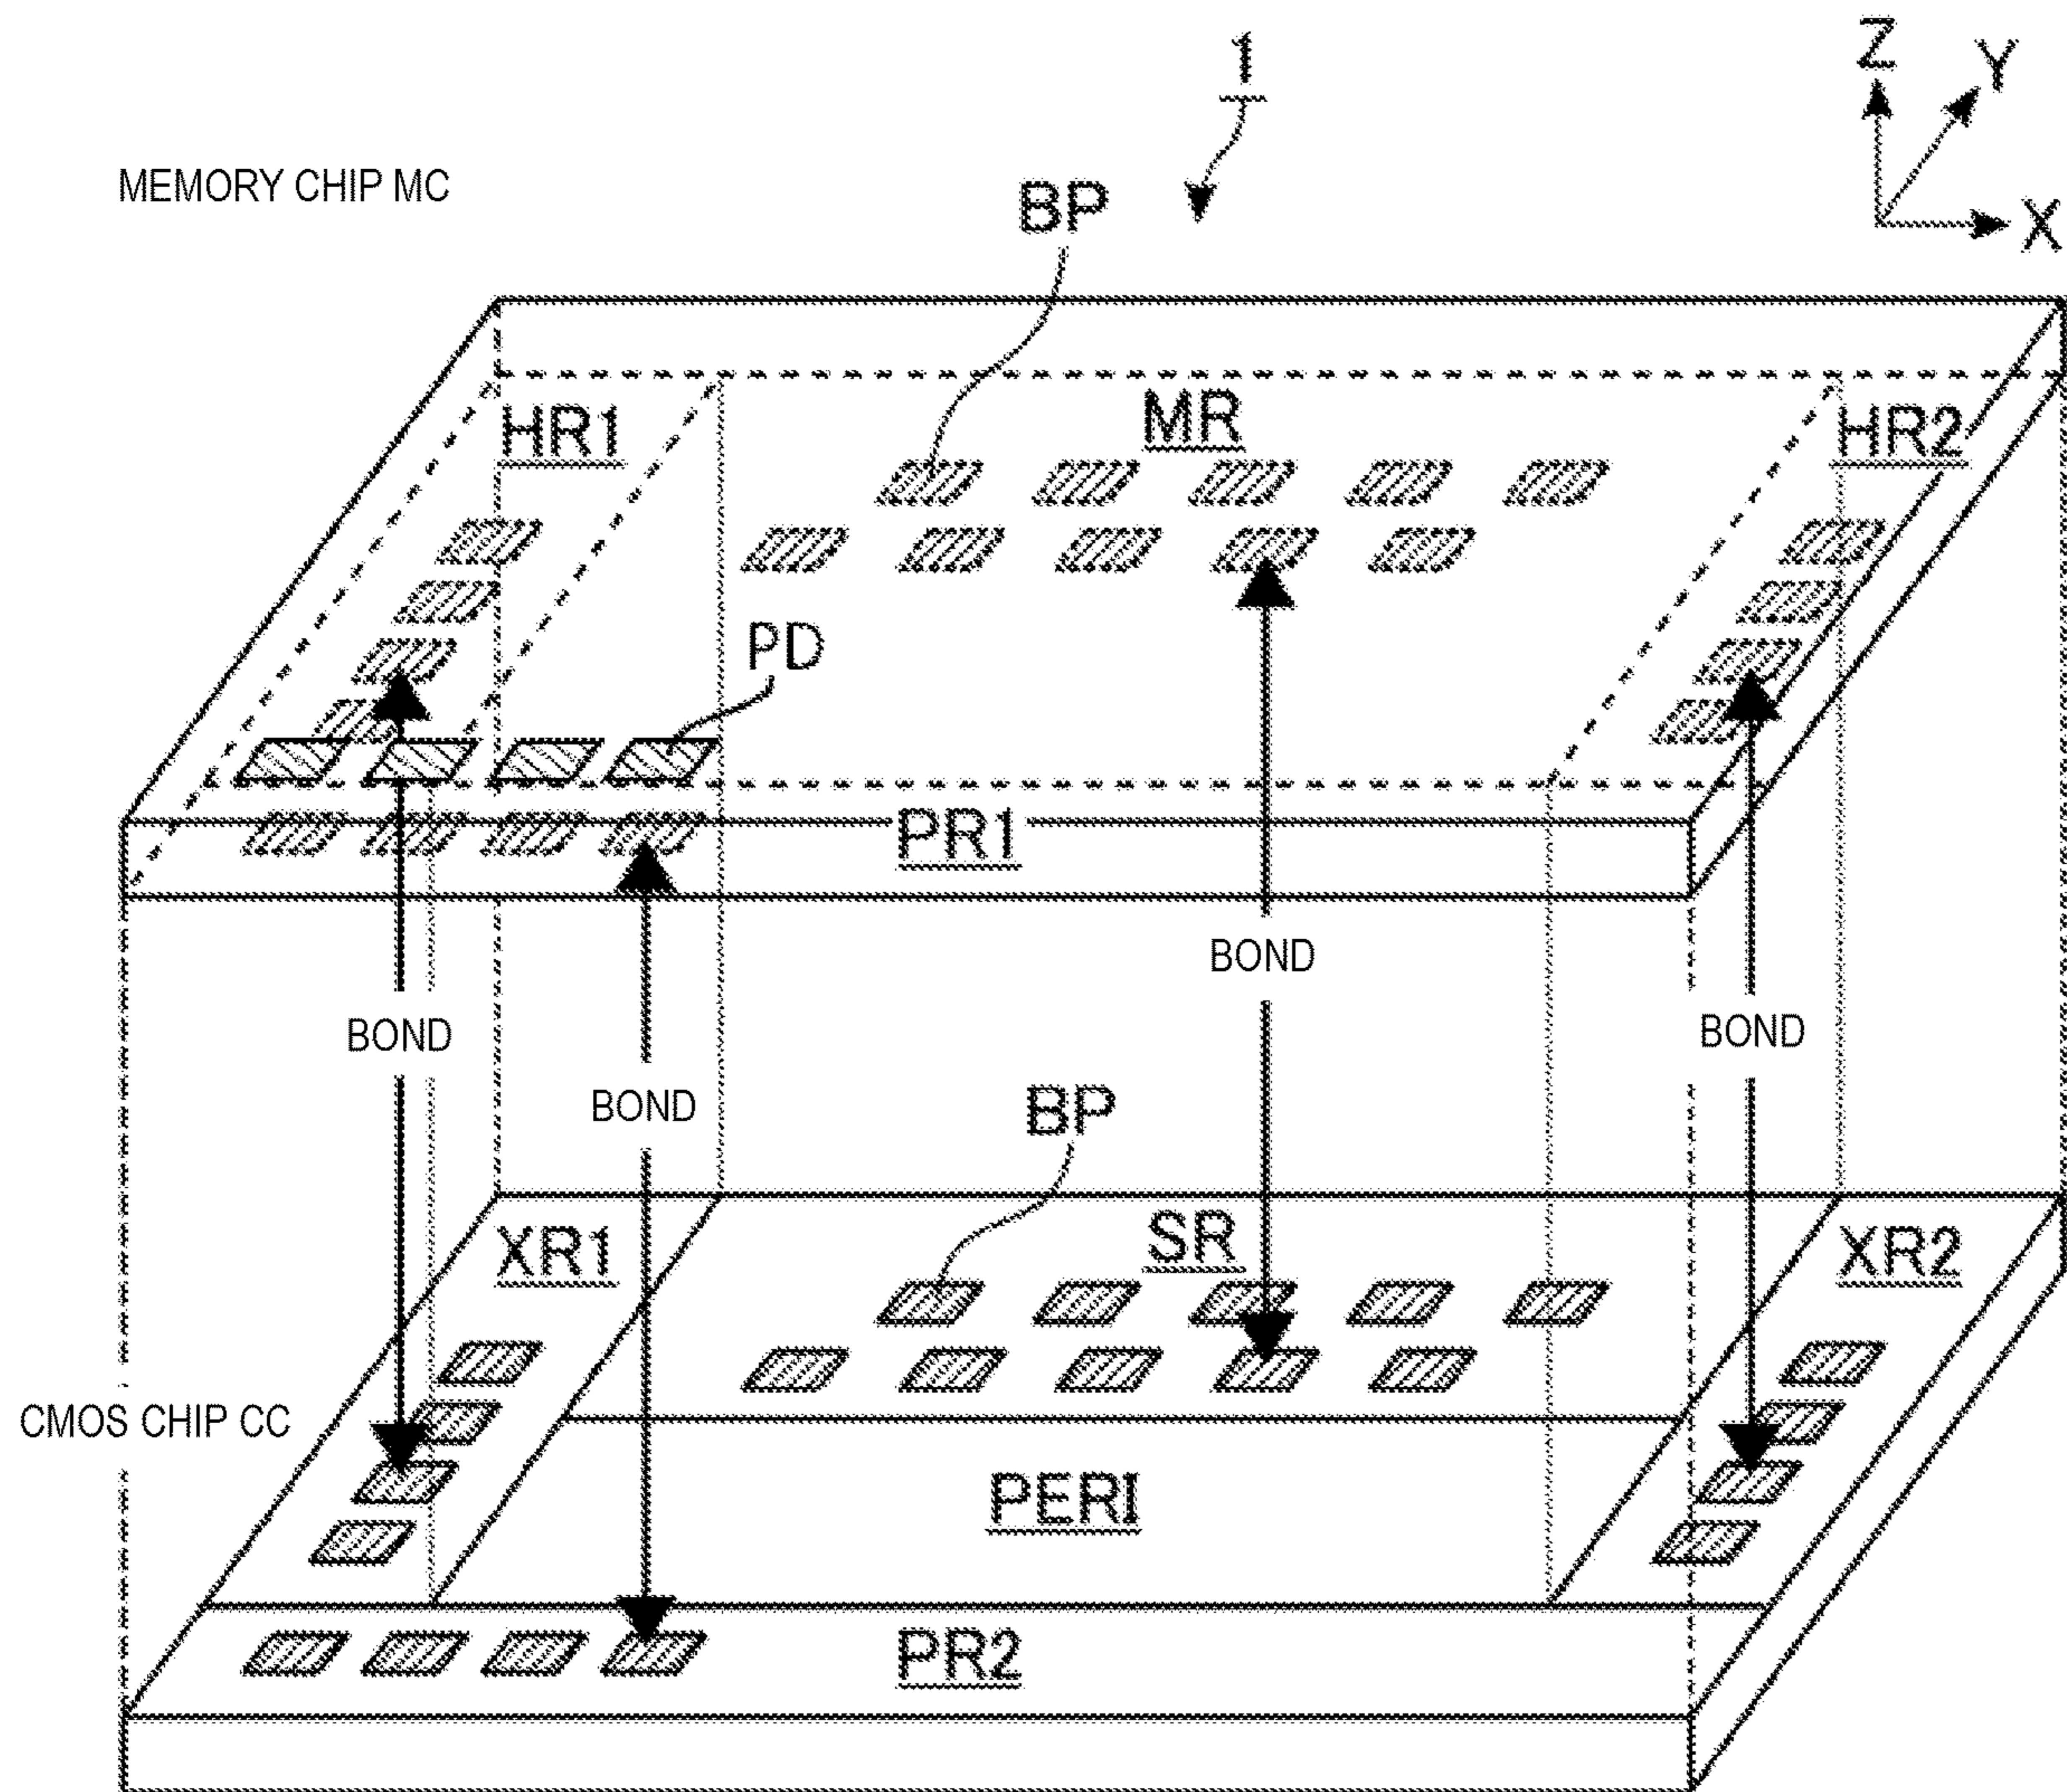 1
Z
Y
X
MEMORY CHIP MC
BP
HR1
MR
HR2
PD
PR1
BOND
BOND
BOND
BOND
BP
XR1
SR
XR2
CMOS CHIP CC
PERI
PR2